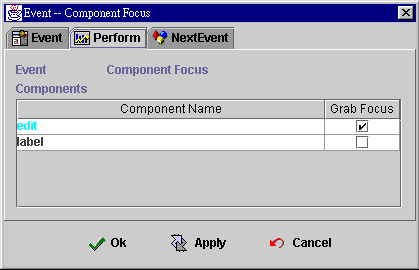 Event -- Component Focus
Event Perform NextEvent
Event Component Focus
Components
Component Name Grab Focus
edit
label
Ok Apply Cancel